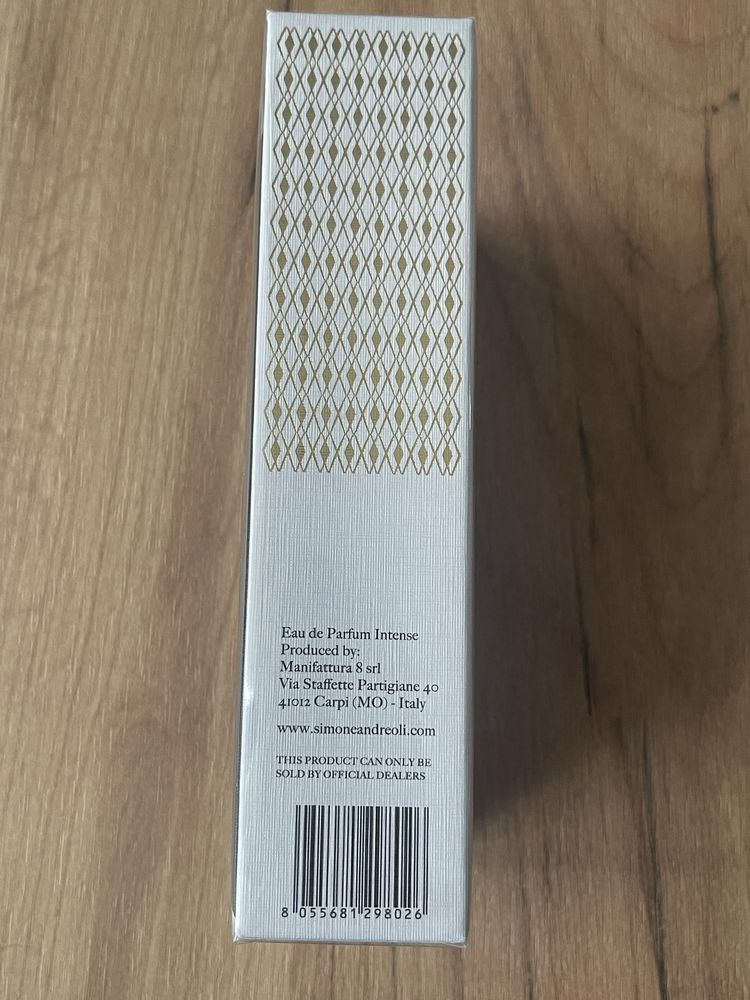 Eau de Parfum Intense
Produced by:
Manifattura 8 srl
Via Staffette Partigiane 40
41012 Carpi (MO) - Italy
www.simoneandreoli.com
THIS PRODUCT CAN ONLY BE
SOLD BY OFFICIAL DEALERS
8 055681 298026